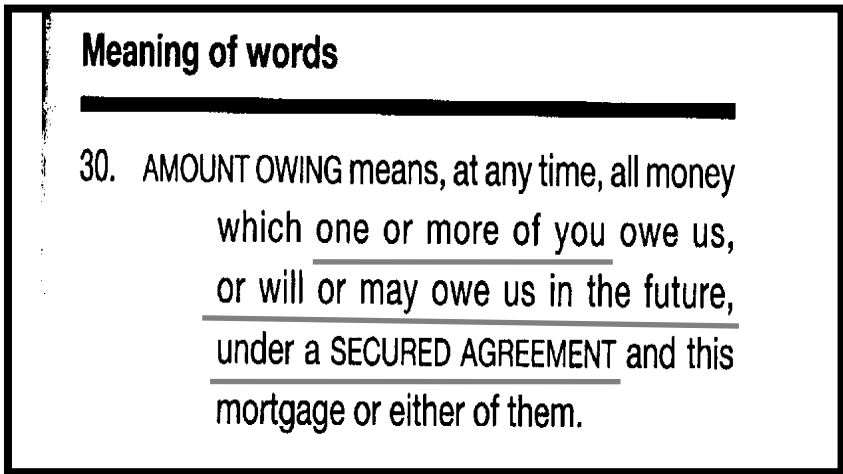 Meaning of words
30. AMOUNT OWING means, at any time, all money
which one or more of you owe us,
or will or may owe us in the future,
under a SECURED AGREEMENT and this
mortgage or either of them.